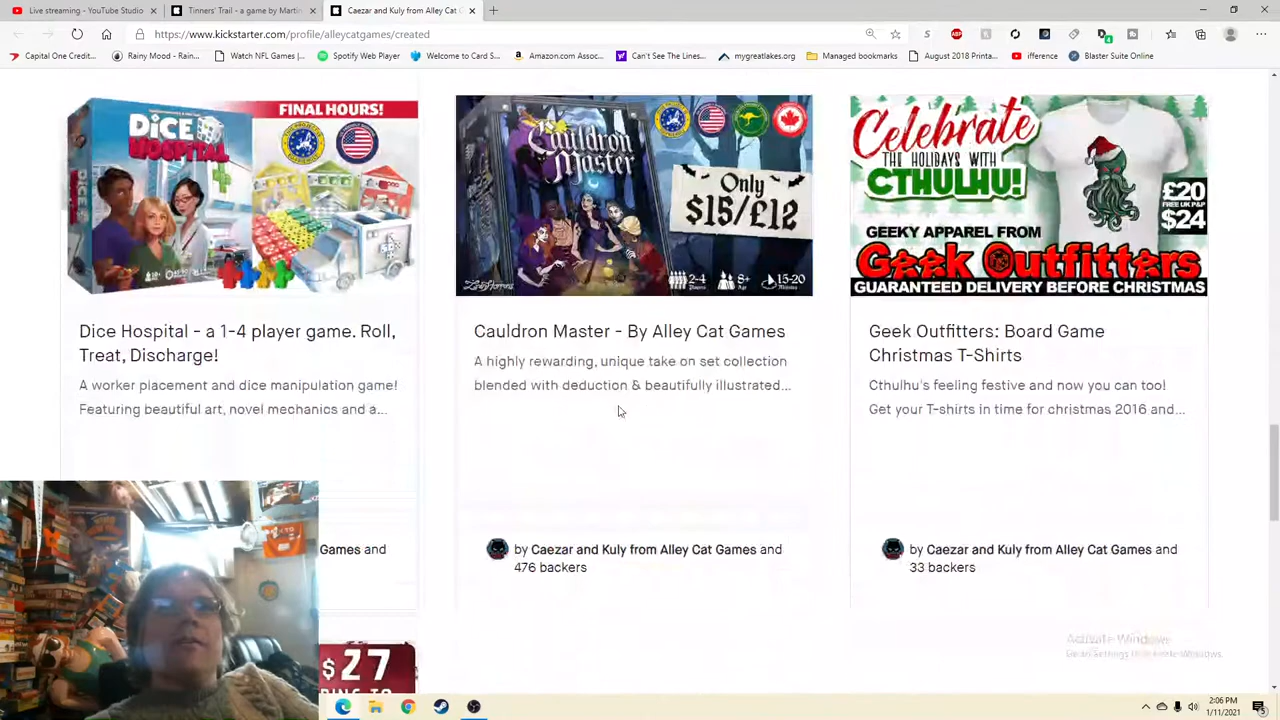 Live streaming - YouTube Studio
Tinners' Trail - a game by Martin
Caezar and Kuly from Alley Cat G
https://www.kickstarter.com/profile/alleycatgames/created
Capital One Credit...
Rainy Mood - Rain...
Watch NFL Games |...
Spotify Web Player
Welcome to Card S...
Amazon.com Assoc...
Can't See The Lines...
mygreatlakes.org
Managed bookmarks
August 2018 Printa...
ifference
Blaster Suite Online
FINAL HOURS!
DICE
HOSPITAL
Dice Hospital - a 1-4 player game. Roll,
Treat, Discharge!
A worker placement and dice manipulation game!
Featuring beautiful art, novel mechanics and a...
Games and
$27
Cauldron
Master
Only
$15/£12
2-4
Players
8+
Age
15-20
Minutes
Cauldron Master - By Alley Cat Games
A highly rewarding, unique take on set collection
blended with deduction & beautifully illustrated...
by Caezar and Kuly from Alley Cat Games and
476 backers
Celebrate
THE HOLIDAYS WITH
CTHULHU!
£20
FREE UK P&P
$24
GEEKY APPAREL FROM
Geek Outfitters
GUARANTEED DELIVERY BEFORE CHRISTMAS
Geek Outfitters: Board Game
Christmas T-Shirts
Cthulhu's feeling festive and now you can too!
Get your T-shirts in time for christmas 2016 and...
by Caezar and Kuly from Alley Cat Games and
33 backers
Activate Windows
Go to Settings to activate Windows.
2:06 PM
1/11/2021